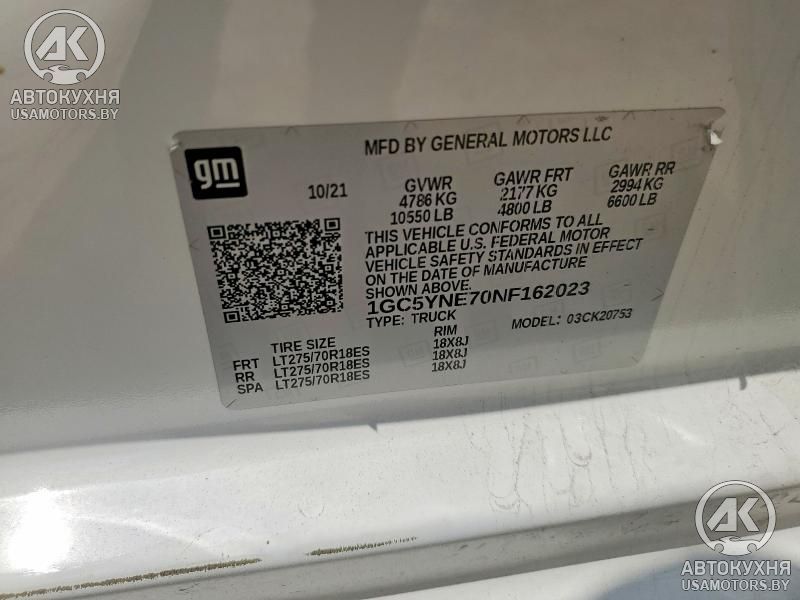 AK
АВТОКУХНЯ
USAMOTORS.BY
gm
MFD BY GENERAL MOTORS LLC
10/21
GVWR
4786 KG
10550 LB
GAWR FRT
2177 KG
4800 LB
GAWR RR
2994 KG
6600 LB
THIS VEHICLE CONFORMS TO ALL
APPLICABLE U.S. FEDERAL MOTOR
VEHICLE SAFETY STANDARDS IN EFFECT
ON THE DATE OF MANUFACTURE
SHOWN ABOVE.
1GC5YNE70NF162023
TYPE: TRUCK
MODEL: 03CK20753
TIRE SIZE RIM
FRT LT275/70R18ES 18X8J
RR LT275/70R18ES 18X8J
SPA LT275/70R18ES 18X8J
AK
АВТОКУХНЯ
USAMOTORS.BY